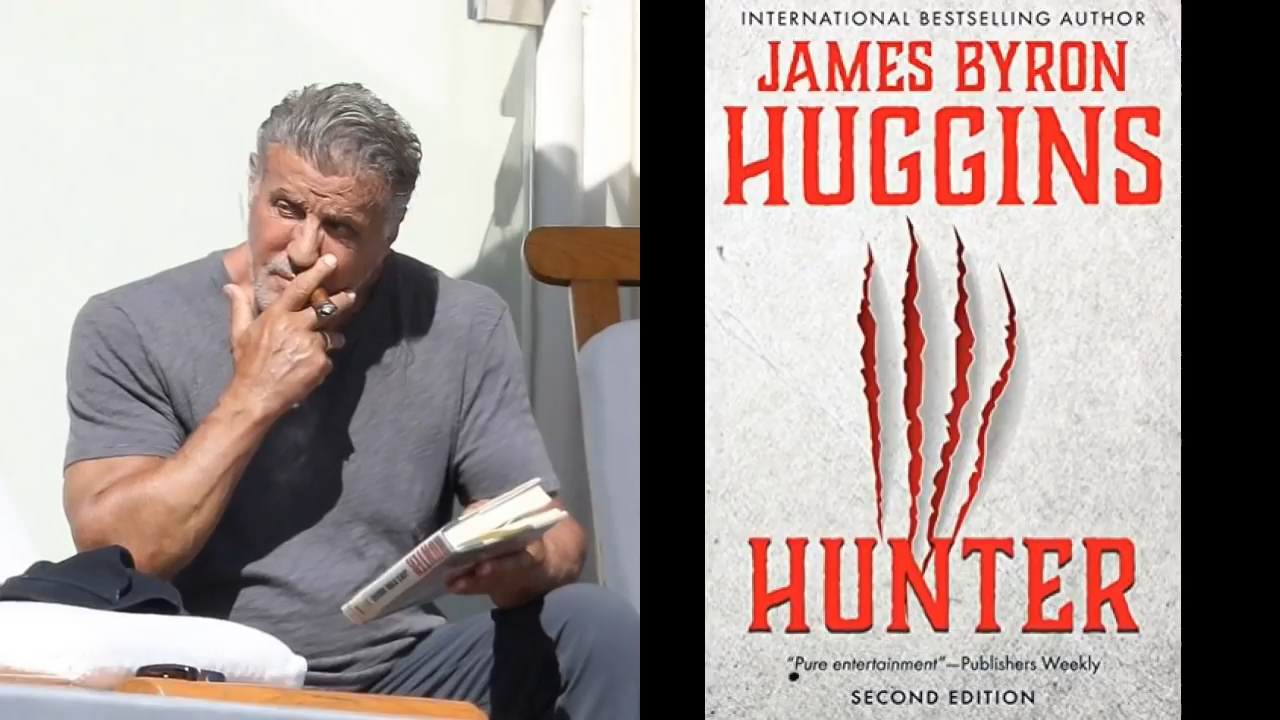 INTERNATIONAL BESTSELLING AUTHOR
JAMES BYRON
HUGGINS
HUNTER
"Pure entertainment"—Publishers Weekly
SECOND EDITION